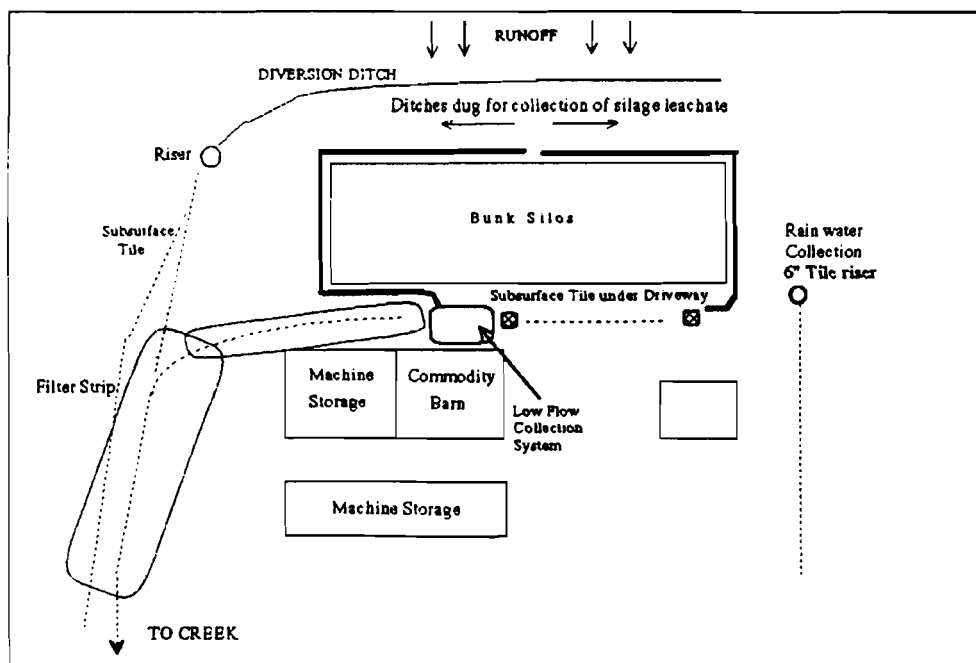 RUNOFF
DIVERSION DITCH
Ditches dug for collection of silage leachate
Riser
Bunk Silos
Subsurface
Tile
Rain water
Collection
6" Tile riser
Subsurface Tile under Driveway
Filter Strip
Machine
Storage
Commodity
Barn
Low Flow
Collection
System
Machine Storage
TO CREEK